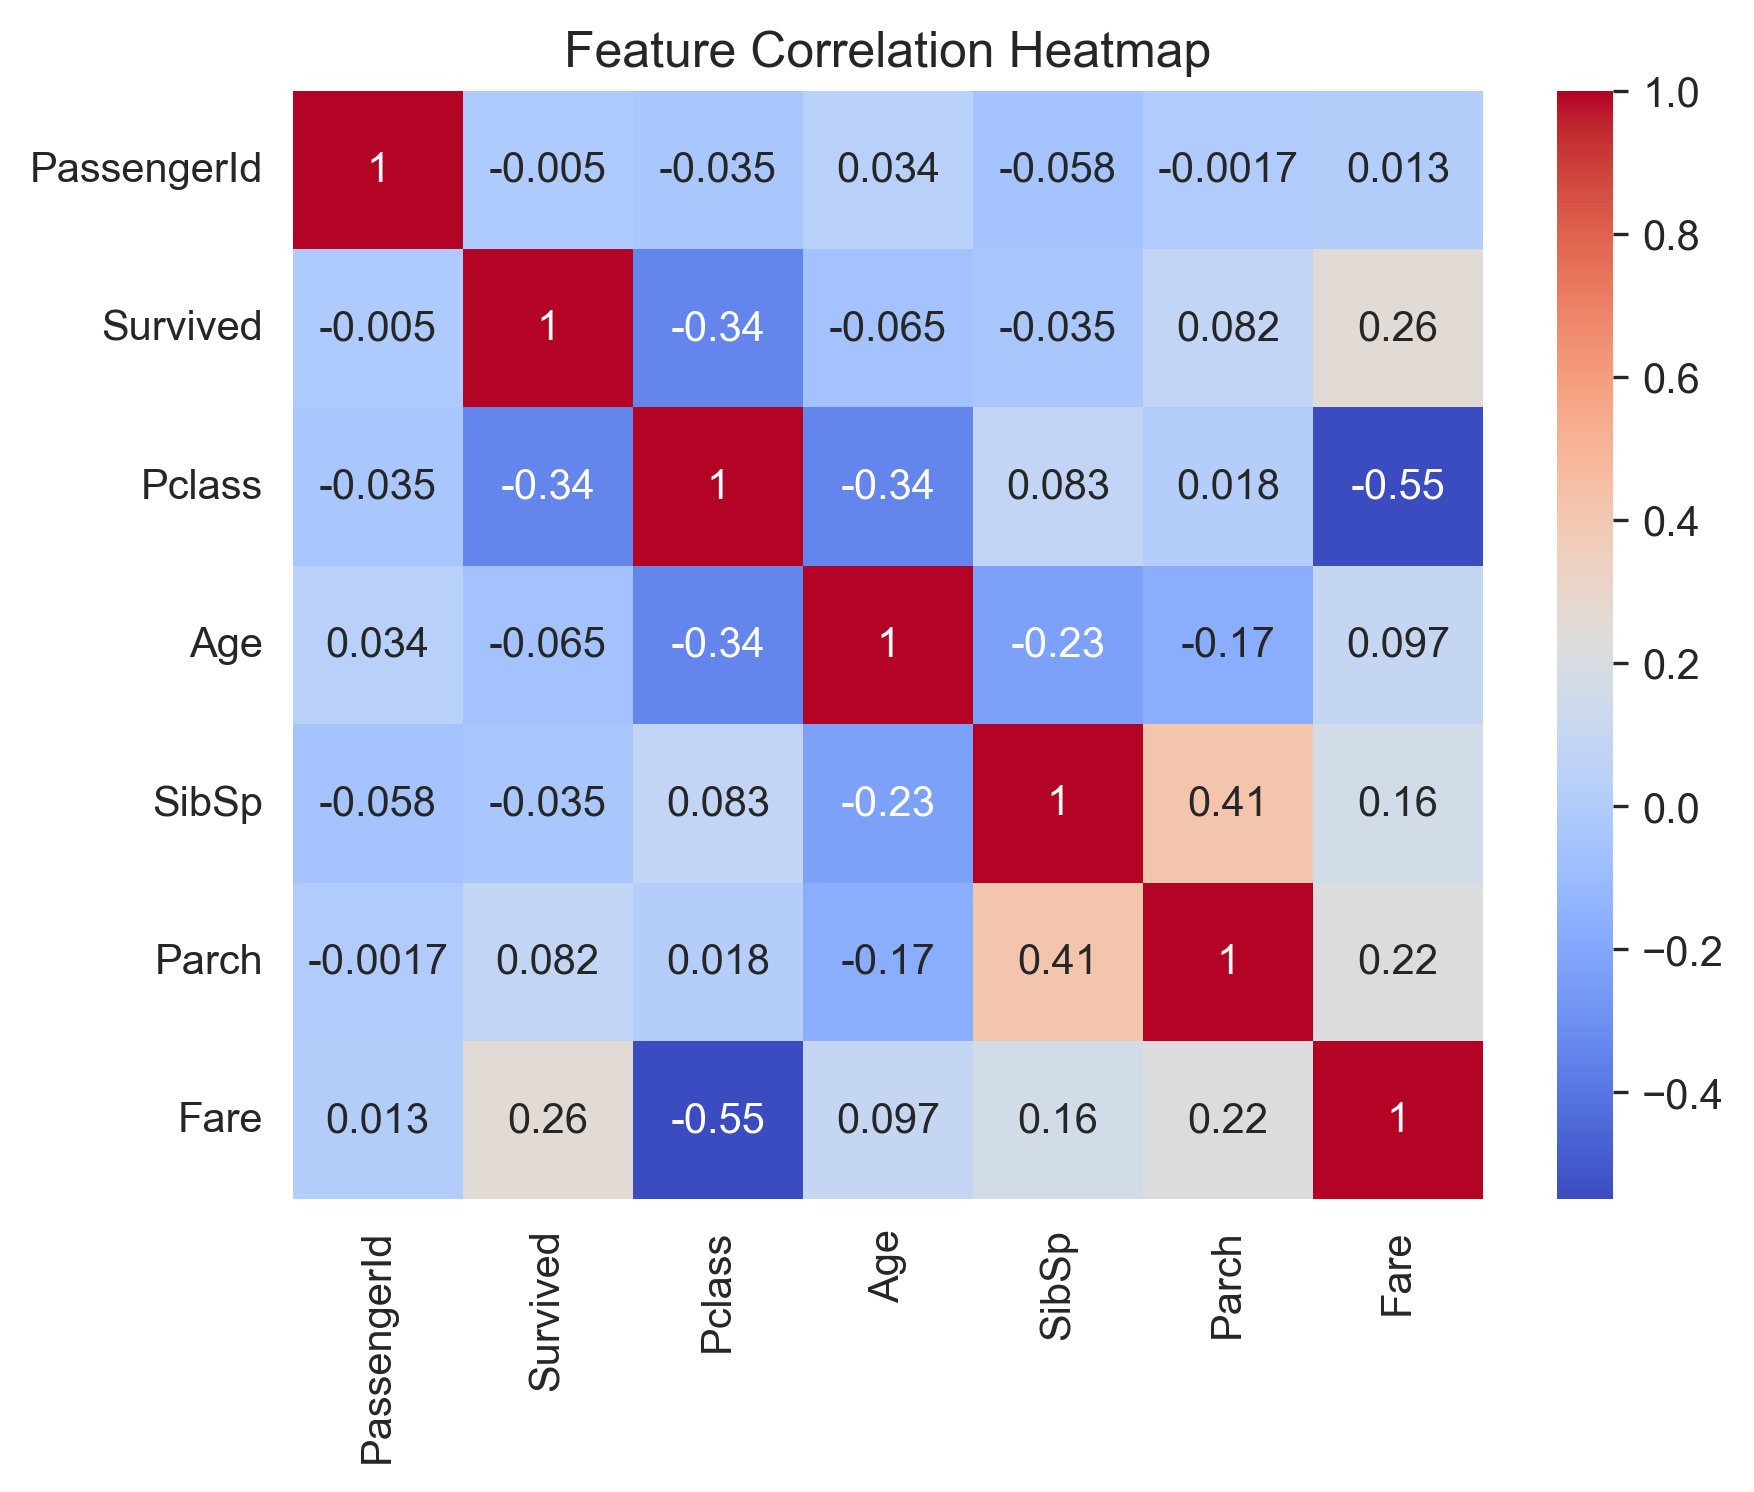 Feature Correlation Heatmap
PassengerId 1 -0.005 -0.035 0.034 -0.058 -0.0017 0.013
Survived -0.005 1 -0.34 -0.065 -0.035 0.082 0.26
Pclass -0.035 -0.34 1 -0.34 0.083 0.018 -0.55
Age 0.034 -0.065 -0.34 1 -0.23 -0.17 0.097
SibSp -0.058 -0.035 0.083 -0.23 1 0.41 0.16
Parch -0.0017 0.082 0.018 -0.17 0.41 1 0.22
Fare 0.013 0.26 -0.55 0.097 0.16 0.22 1
PassengerId
Survived
Pclass
Age
SibSp
Parch
Fare
1.0
0.8
0.6
0.4
0.2
0.0
−0.2
−0.4